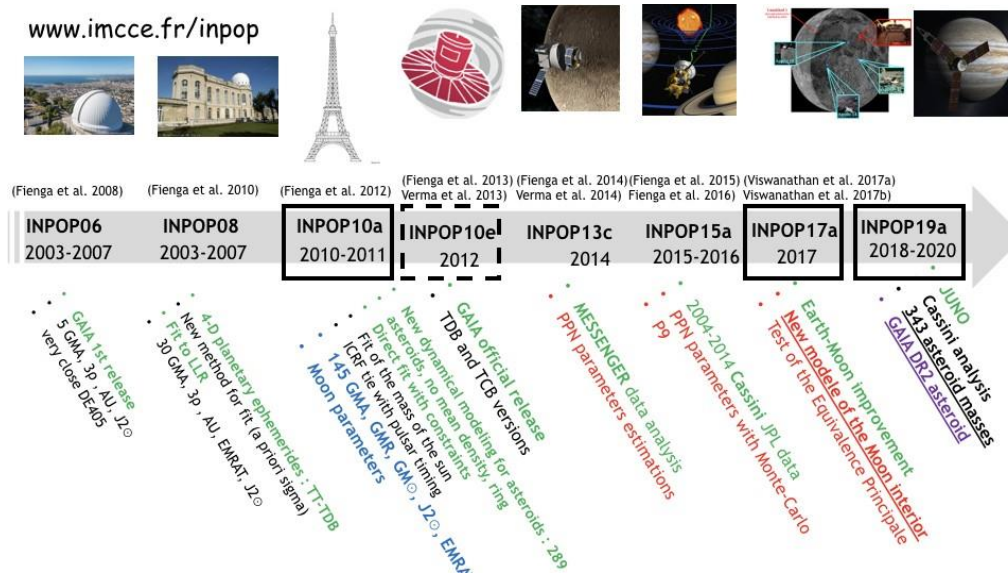 www.imcce.fr/inpop
(Fienga et al. 2008)
(Fienga et al. 2010)
(Fienga et al. 2012)
(Fienga et al. 2013)
Verma et al. 2013)
(Fienga et al. 2014)
Verma et al. 2014)
(Fienga et al. 2015)
Fienga et al. 2016)
(Viswanathan et al. 2017a)
Viswanathan et al. 2017b)
INPOP06
2003-2007
INPOP08
2003-2007
INPOP10a
2010-2011
INPOP10e
2012
INPOP13c
2014
INPOP15a
2015-2016
INPOP17a
2017
INPOP19a
2018-2020
• GAIA 1st release
• 5 GMA, 3p , AU, J2☉
• very close DE405
• 4-D planetary ephemerides : TT-TDB
• New method for fit (a priori sigma)
• Fit to LLR
• 30 GMA, 3p , AU, EMRAT, J2☉
• New dynamical modeling for
asteroids, no mean density, ring
• Direct fit with constraints
asteroids : 289
• Fit of the mass of the sun
• ICRF tie with pulsar timing
• 145 GMA, GMR, GM☉, J2☉, EMRA
• Moon parameters
• GAIA official release
• TDB and TCB versions
• MESSENGER data analysis
• PPN parameters estimations
• 2004-2014 Cassini JPL data
• PPN parameters with Monte-Carlo
• P9
• Earth-Moon improvement
• New modele of the Moon interior
• Test of the Equivalence Principale
• JUNO
• Cassini analysis
• 343 asteroid masses
• GAIA DR2 asteroid